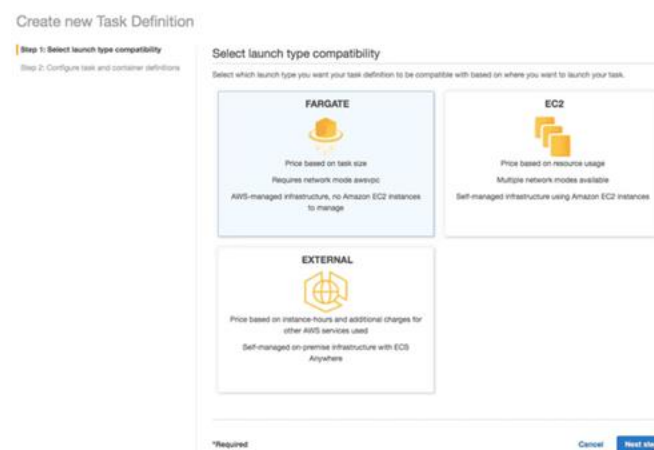 Create new Task Definition
Step 1: Select launch type compatibility
Step 2: Configure task and container definitions
Select launch type compatibility
Select which launch type you want your task definition to be compatible with based on where you want to launch your task.
FARGATE
Price based on task size
Requires network mode awsvpc
AWS-managed infrastructure, no Amazon EC2 instances
to manage
EC2
Price based on resource usage
Multiple network modes available
Self-managed infrastructure using Amazon EC2 instances
EXTERNAL
Price based on instance-hours and additional charges for
other AWS services used
Self-managed on-premise infrastructure with ECS
Anywhere
*Required
Cancel
Next ste